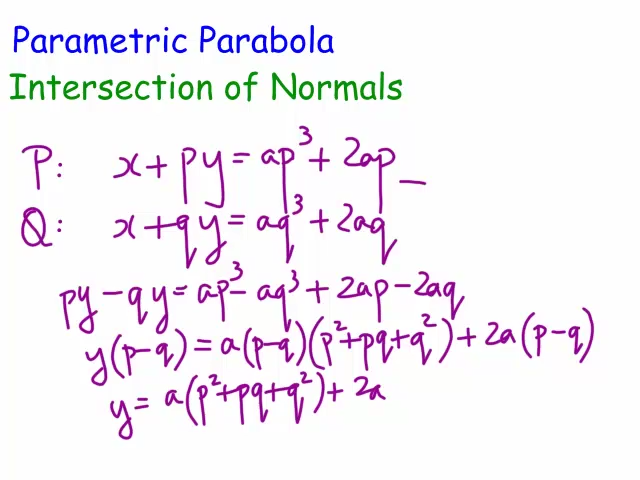 Parametric Parabola
Intersection of Normals
P: x + py = ap³ + 2ap –
Q: x + qy = aq³ + 2aq
py – qy = ap³ – aq³ + 2ap – 2aq
y(p–q) = a(p–q)(p²+pq+q²) + 2a(p–q)
y = a(p²+pq+q²) + 2a